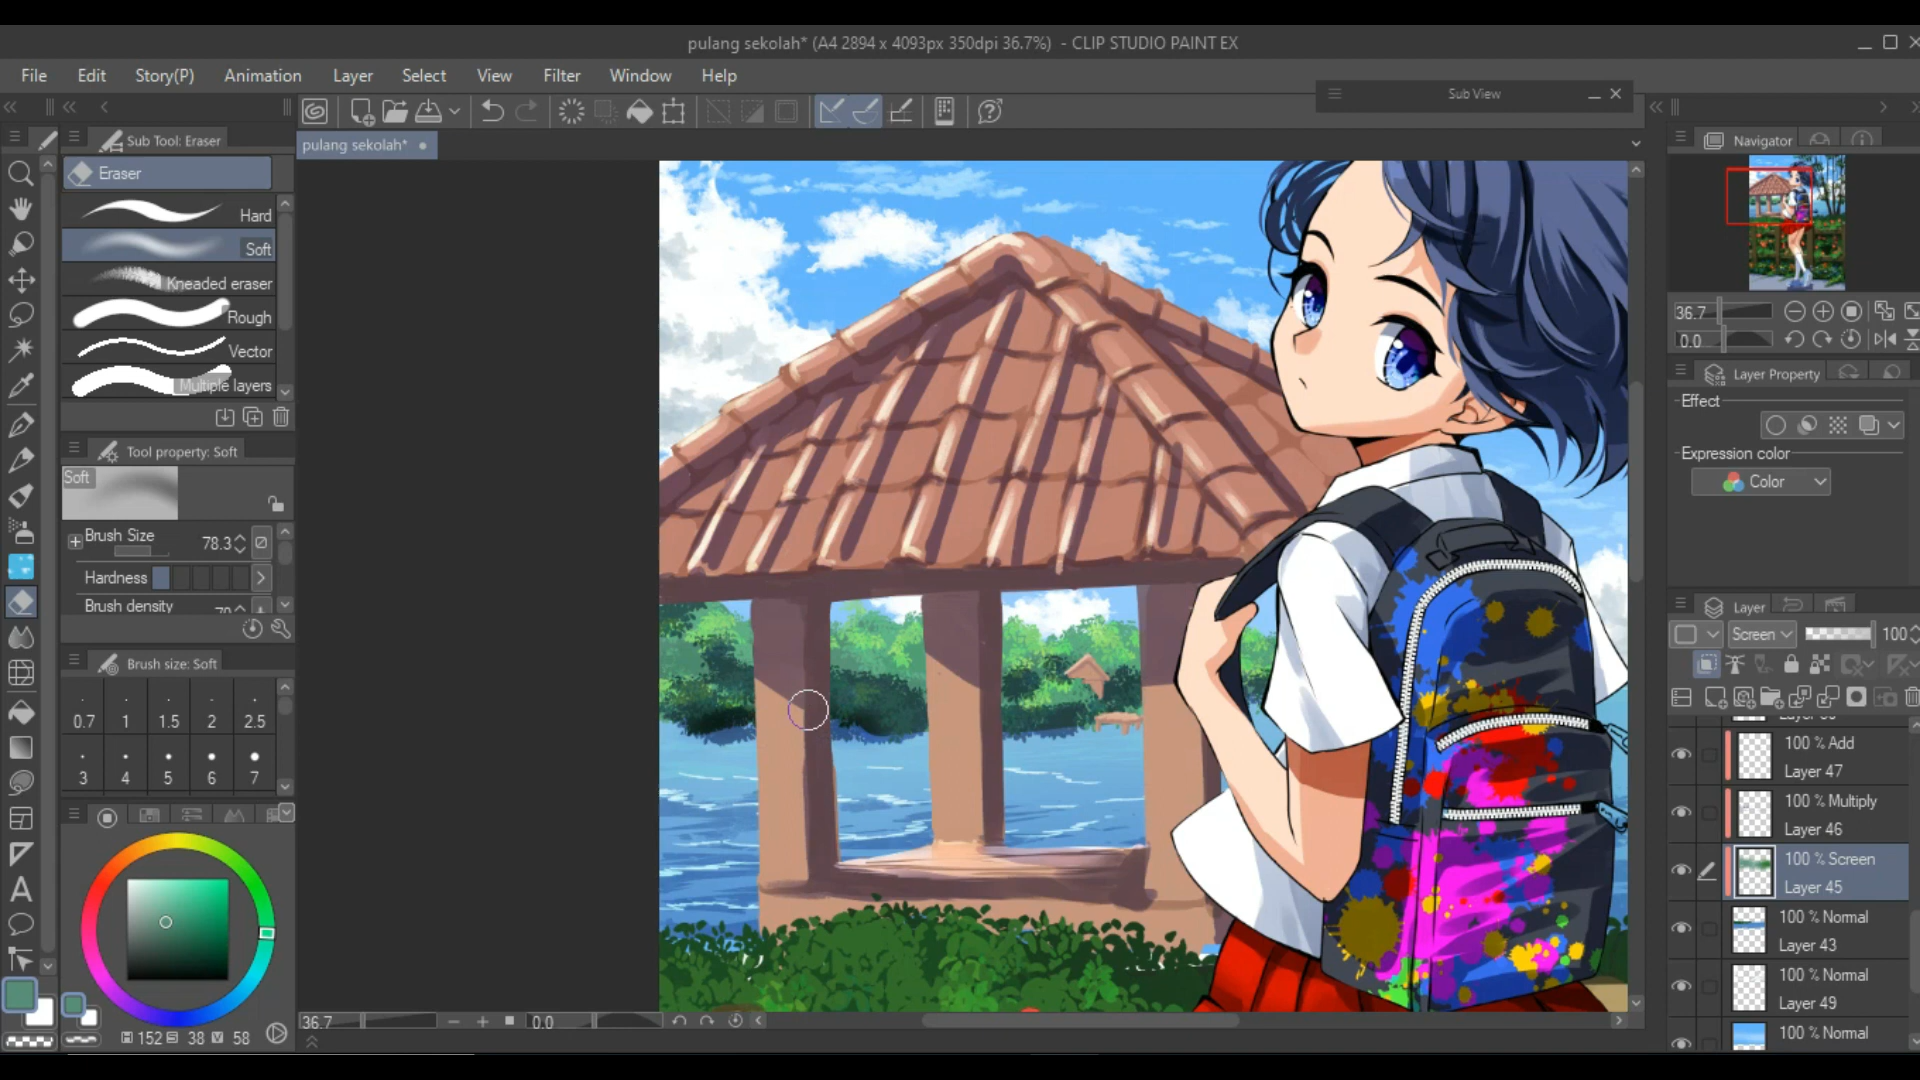 pulang sekolah* (A4 2894 x 4093px 350dpi 36.7%) - CLIP STUDIO PAINT EX
File Edit Story(P) Animation Layer Select View Filter Window Help
Sub View
Sub Tool: Eraser
pulang sekolah*
Navigator
Eraser
Hard
Soft
Kneaded eraser
Rough
Vector
Multiple layers
36.7
0.0
Layer Property
Effect
Expression color
Color
Tool property: Soft
Soft
Brush Size 78.3
Hardness
Brush density
Layer
Screen 100
Brush size: Soft
0.7 1 1.5 2 2.5
3 4 5 6 7
100 % Add
Layer 47
100 % Multiply
Layer 46
100 % Screen
Layer 45
100 % Normal
Layer 43
100 % Normal
Layer 49
100 % Normal
A
36.7 0.0
H 152 S 38 V 58